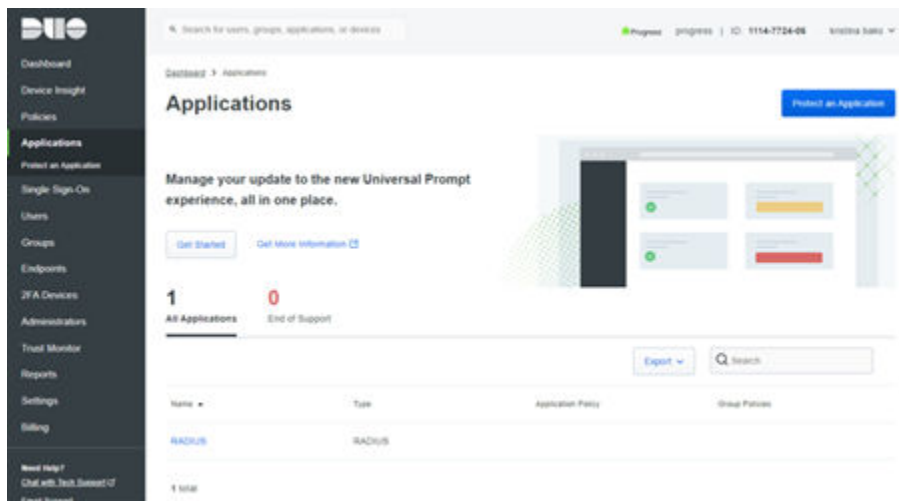 DUO
Search for users, groups, applications, or devices
Progress progress | ID: 1114-7724-06
Dashboard
Device Insight
Policies
Applications
Protect an Application
Single Sign-On
Users
Groups
Endpoints
2FA Devices
Administrators
Trust Monitor
Reports
Settings
Billing
Need Help?
Chat with Tech Support
Email Support
Dashboard > Applications
Applications
Protect an Application
Manage your update to the new Universal Prompt
experience, all in one place.
Get Started Get More Information
1 0
All Applications End of Support
Export Search
Name Type Application Policy Group Policies
RADIUS RADIUS
1 total